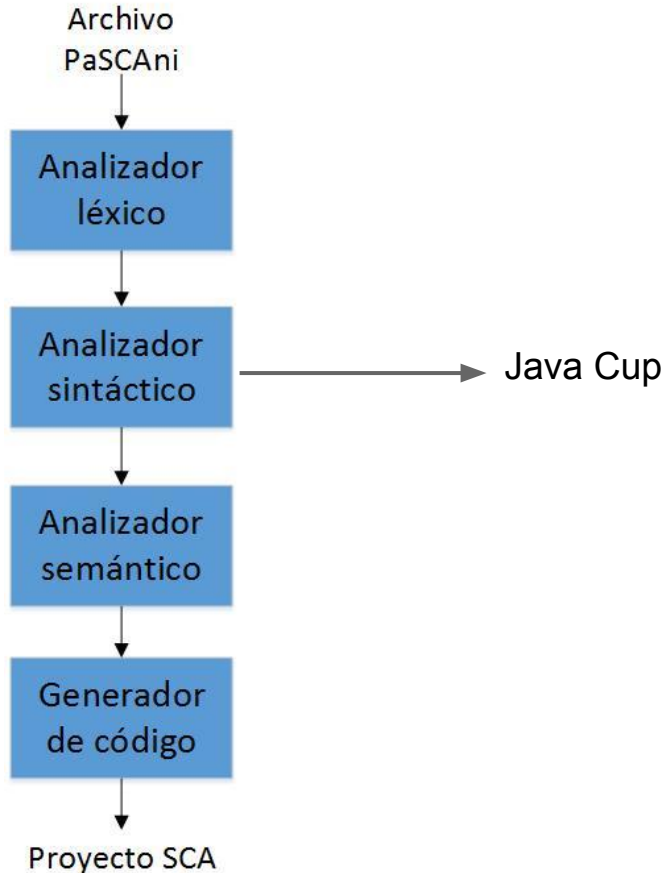 Archivo
PaSCAni
Analizador
léxico
Analizador
sintáctico
Java Cup
Analizador
semántico
Generador
de código
Proyecto SCA